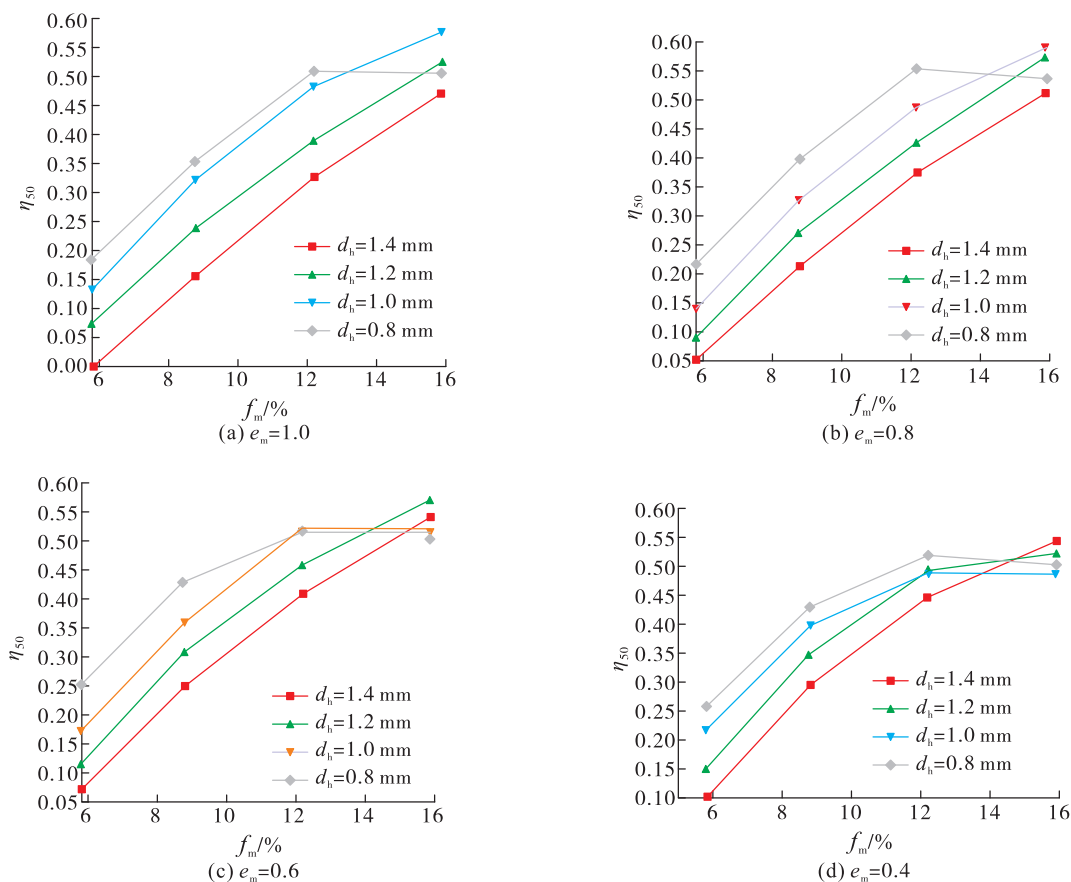 0.60
0.55
0.50
0.45
0.40
0.35
0.30
0.25
0.20
0.15
0.10
0.05
0.00
η₅₀
dₕ=1.4 mm
dₕ=1.2 mm
dₕ=1.0 mm
dₕ=0.8 mm
6 8 10 12 14 16
fₘ/%
(a) eₘ=1.0
0.60
0.55
0.50
0.45
0.40
0.35
0.30
0.25
0.20
0.15
0.10
0.05
η₅₀
dₕ=1.4 mm
dₕ=1.2 mm
dₕ=1.0 mm
dₕ=0.8 mm
6 8 10 12 14 16
fₘ/%
(b) eₘ=0.8
0.60
0.55
0.50
0.45
0.40
0.35
0.30
0.25
0.20
0.15
0.10
0.05
η₅₀
dₕ=1.4 mm
dₕ=1.2 mm
dₕ=1.0 mm
dₕ=0.8 mm
6 8 10 12 14 16
fₘ/%
(c) eₘ=0.6
0.60
0.55
0.50
0.45
0.40
0.35
0.30
0.25
0.20
0.15
0.10
η₅₀
dₕ=1.4 mm
dₕ=1.2 mm
dₕ=1.0 mm
dₕ=0.8 mm
6 8 10 12 14 16
fₘ/%
(d) eₘ=0.4